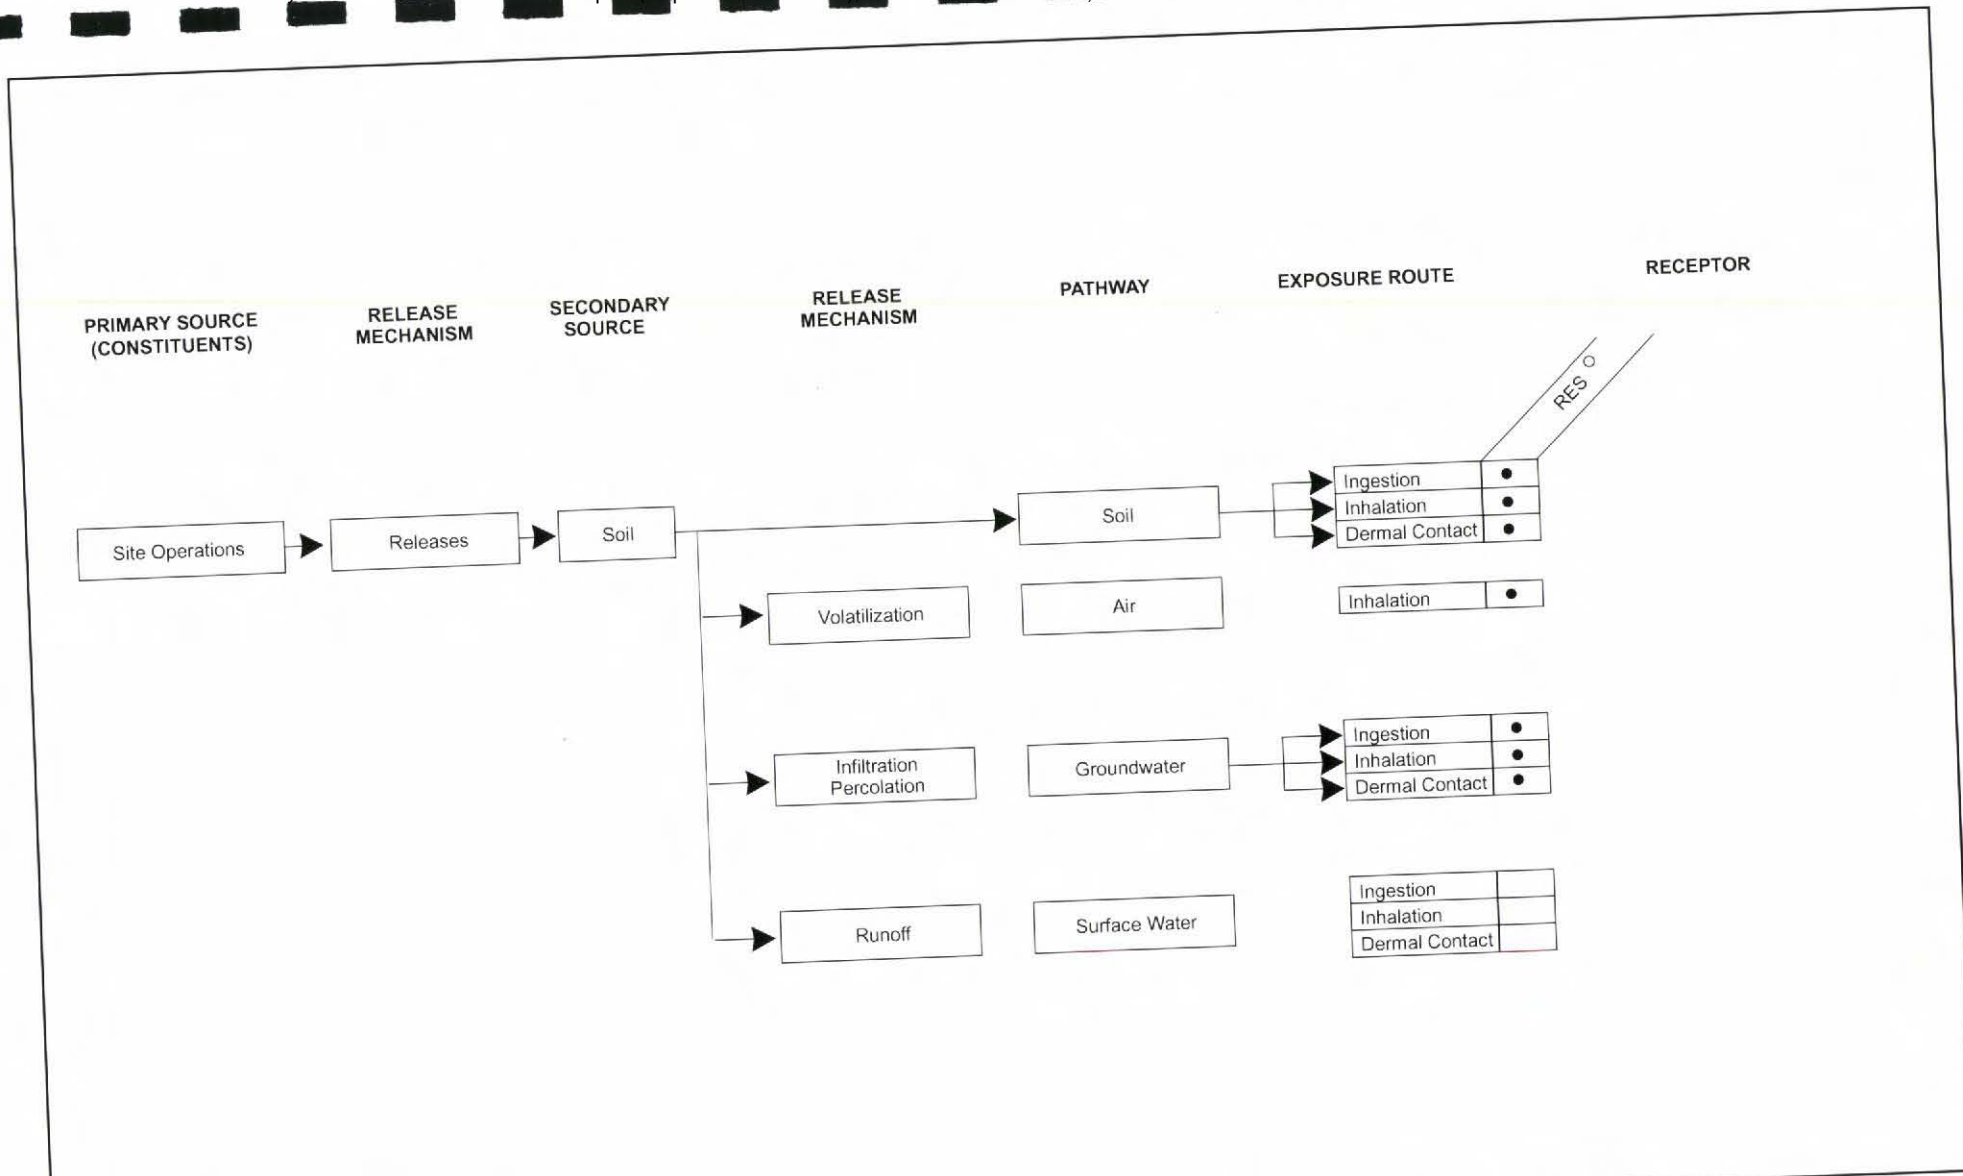 PRIMARY SOURCE
(CONSTITUENTS)
RELEASE
MECHANISM
SECONDARY
SOURCE
RELEASE
MECHANISM
PATHWAY
EXPOSURE ROUTE
RECEPTOR
RES
Site Operations
Releases
Soil
Soil
Ingestion
Inhalation
Dermal Contact
Volatilization
Air
Inhalation
Infiltration
Percolation
Groundwater
Ingestion
Inhalation
Dermal Contact
Runoff
Surface Water
Ingestion
Inhalation
Dermal Contact